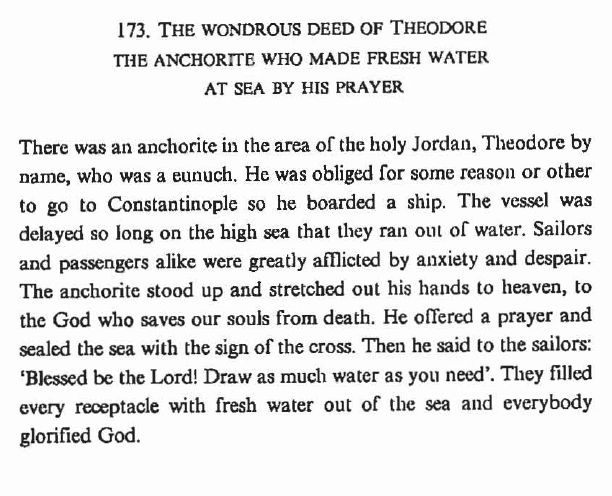 173. THE WONDROUS DEED OF THEODORE
THE ANCHORITE WHO MADE FRESH WATER
AT SEA BY HIS PRAYER
There was an anchorite in the area of the holy Jordan, Theodore by
name, who was a eunuch. He was obliged for some reason or other
to go to Constantinople so he boarded a ship. The vessel was
delayed so long on the high sea that they ran out of water. Sailors
and passengers alike were greatly afflicted by anxiety and despair.
The anchorite stood up and stretched out his hands to heaven, to
the God who saves our souls from death. He offered a prayer and
sealed the sea with the sign of the cross. Then he said to the sailors:
‘Blessed be the Lord! Draw as much water as you need’. They filled
every receptacle with fresh water out of the sea and everybody
glorified God.